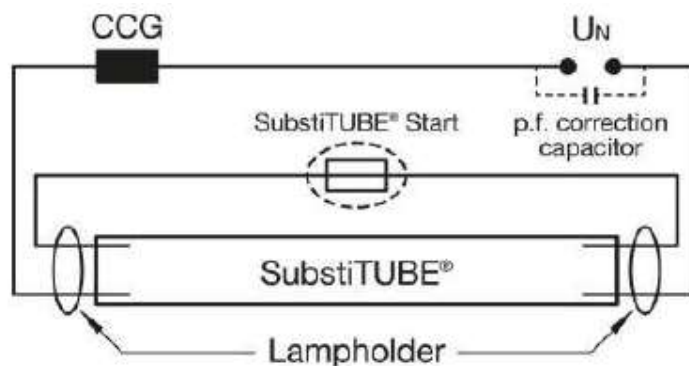 CCG
UN
SubstiTUBE® Start
p.f. correction
capacitor
SubstiTUBE®
Lampholder